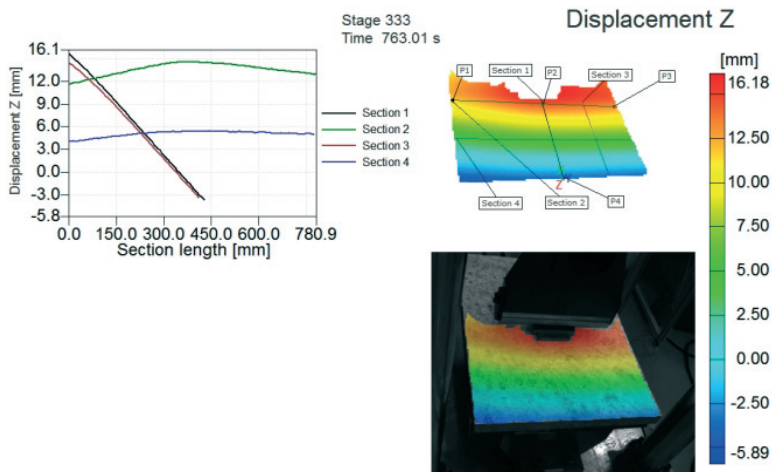 Stage 333
Time 763.01 s
Displacement Z
Displacement Z [mm]
16.1
12.0
9.0
6.0
3.0
0.0
-3.0
-5.8
0.0 150.0 300.0 450.0 600.0 780.9
Section length [mm]
Section 1
Section 2
Section 3
Section 4
P1
Section 1
P2
Section 3
P3
Section 4
Section 2
P4
Z
[mm]
16.18
12.50
10.00
7.50
5.00
2.50
0.00
-2.50
-5.89